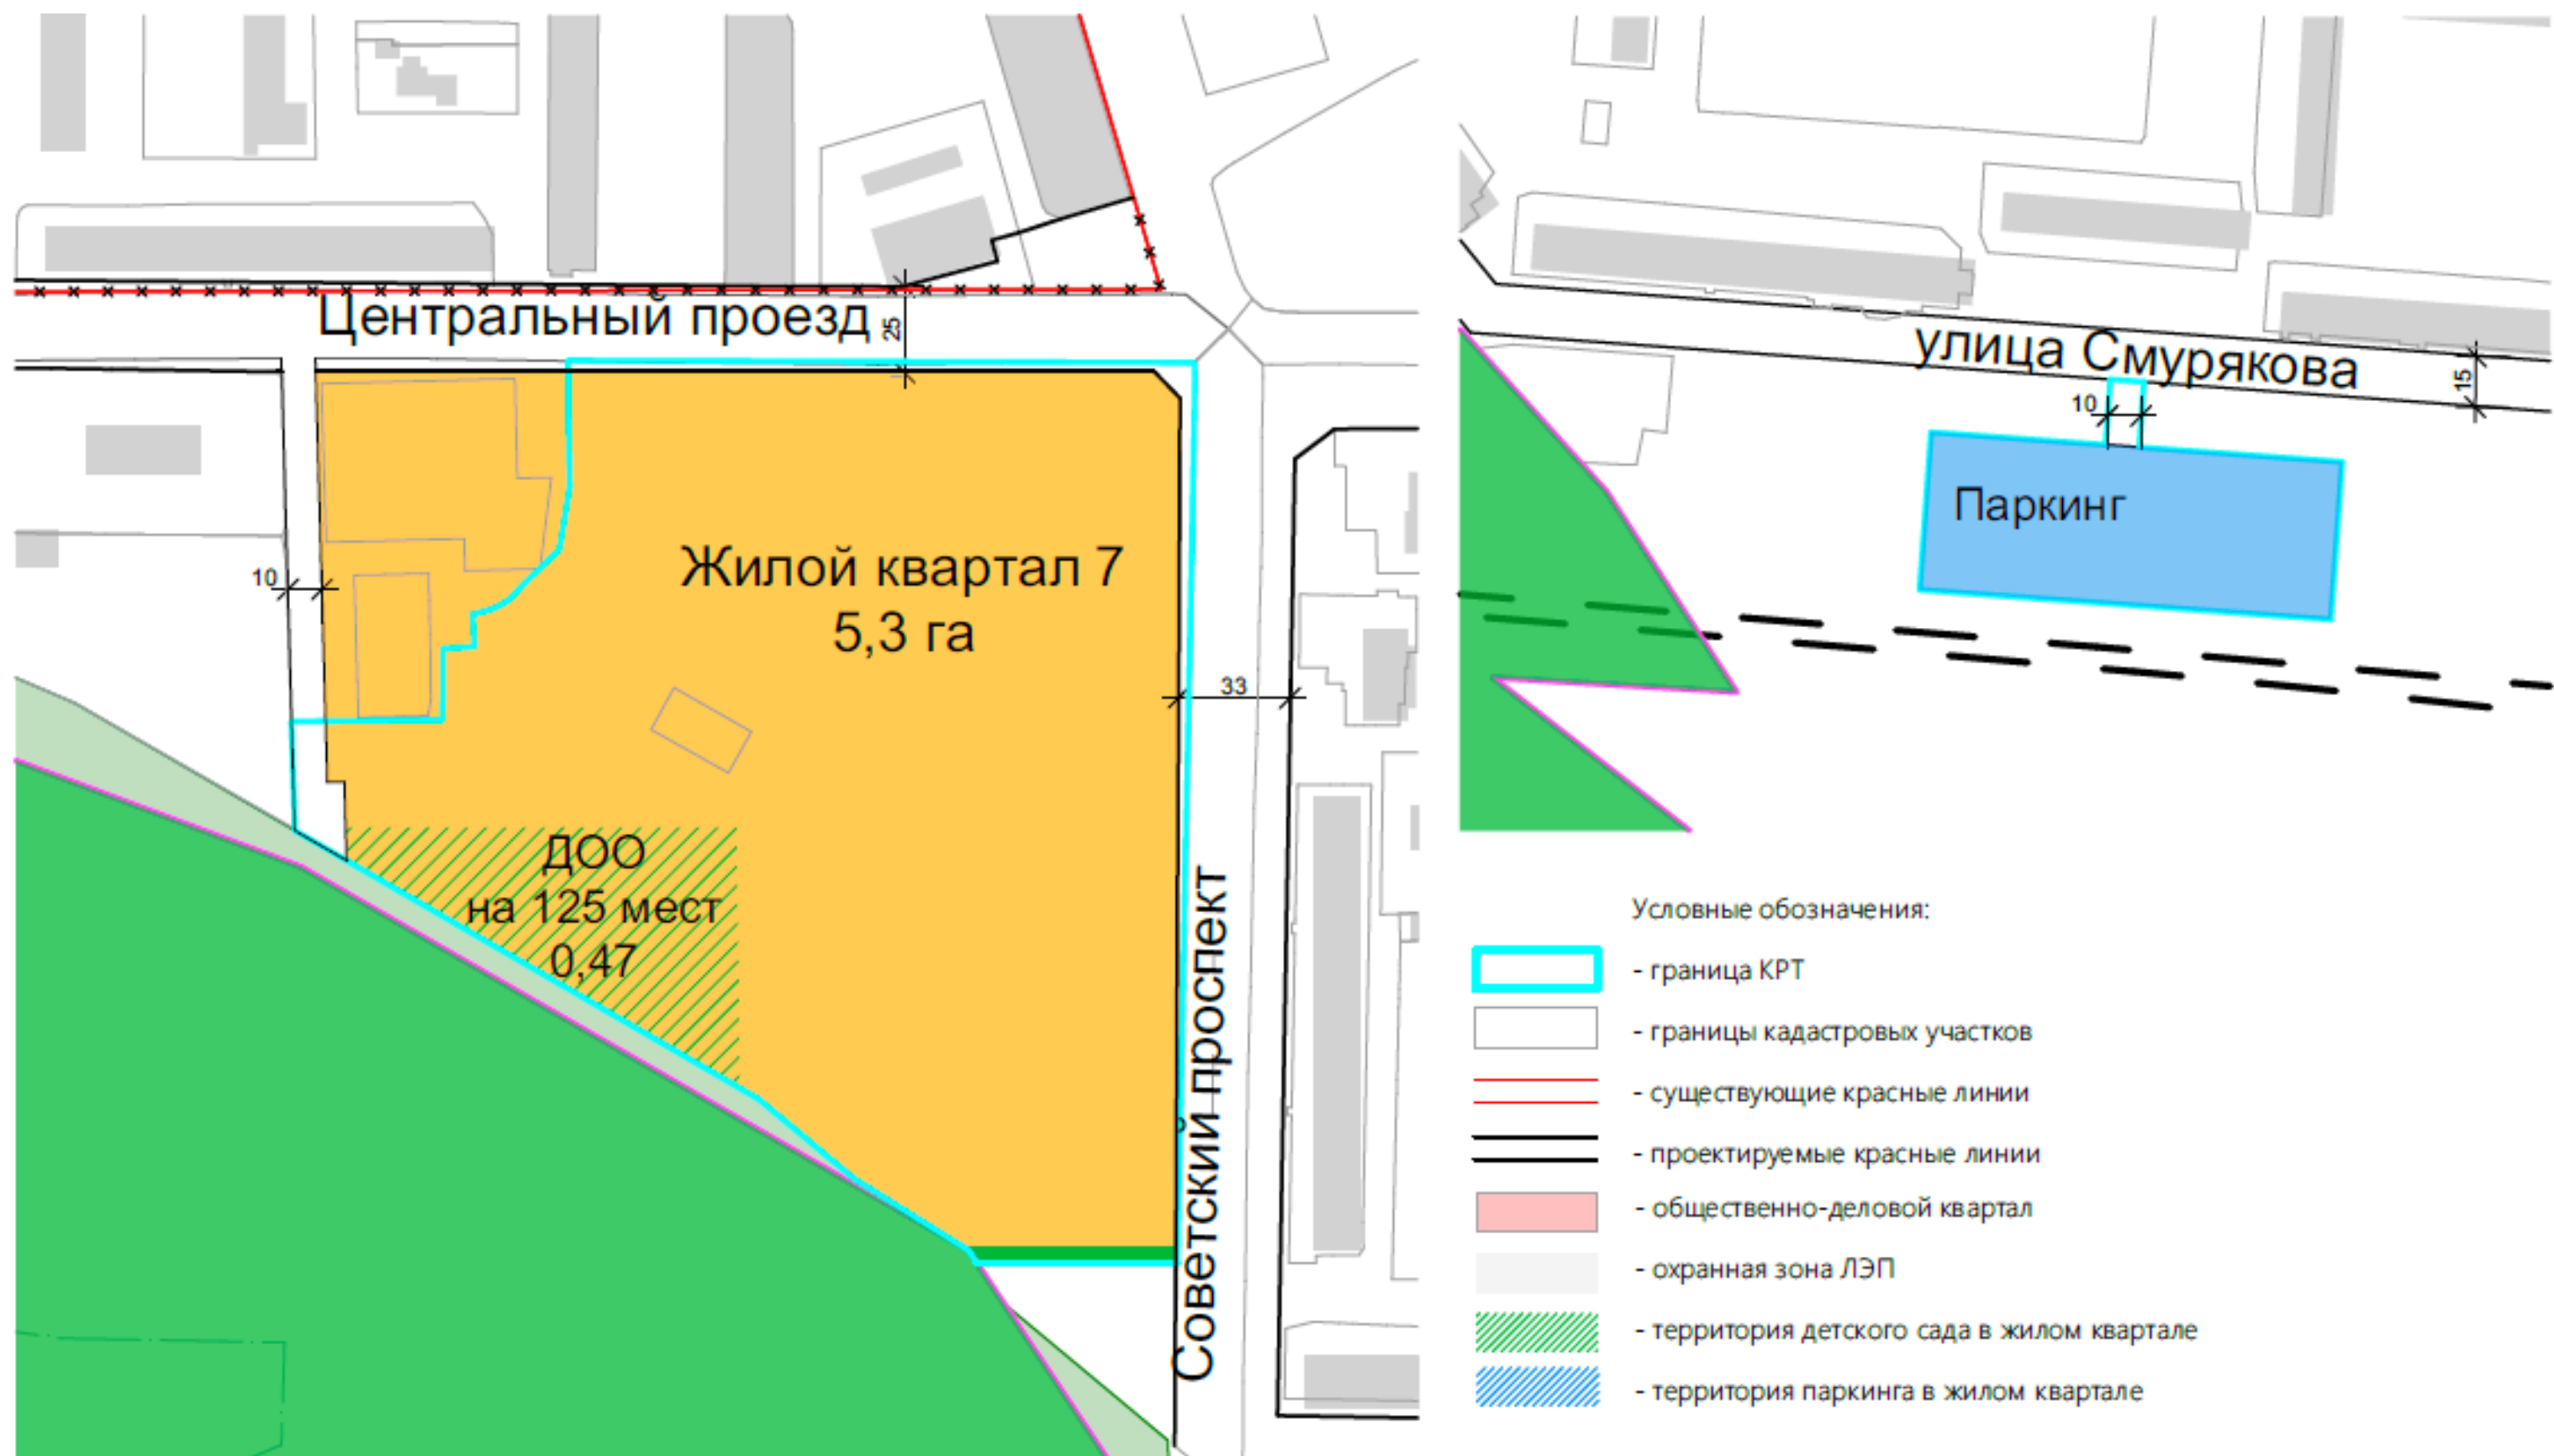 Центральный проезд
25
Жилой квартал 7
5,3 га
10
33
ДОО
на 125 мест
0,47
Советский проспект
улица Смурякова
15
10
Паркинг
Условные обозначения:
- граница КРТ
- границы кадастровых участков
- существующие красные линии
- проектируемые красные линии
- общественно-деловой квартал
- охранная зона ЛЭП
- территория детского сада в жилом квартале
- территория паркинга в жилом квартале